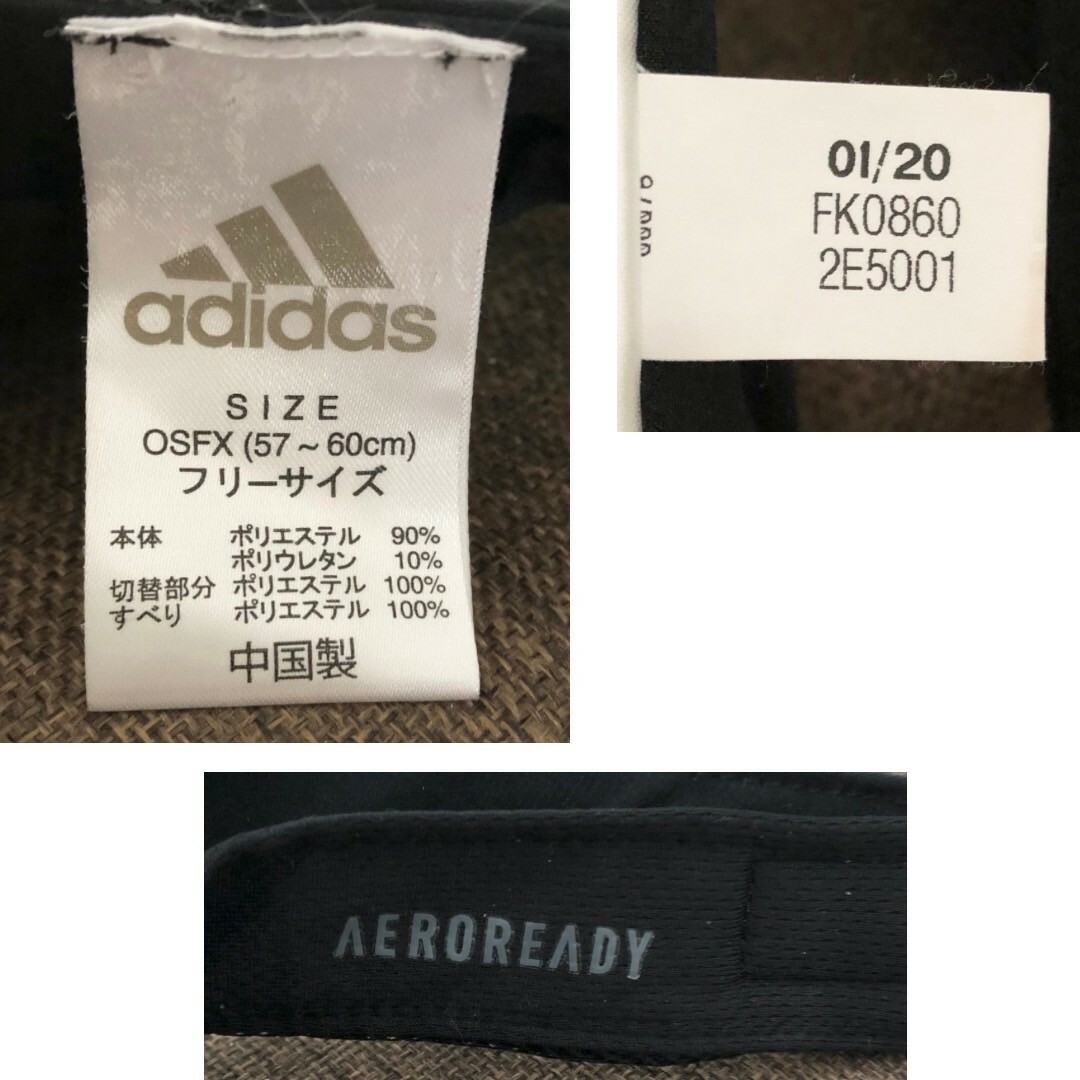 adidas
SIZE
OSFX (57~60cm)
フリーサイズ
本体 ポリエステル 90%
ポリウレタン 10%
切替部分 ポリエステル 100%
すべり ポリエステル 100%
中国製
01/20
FK0860
2E5001
AEROREADY